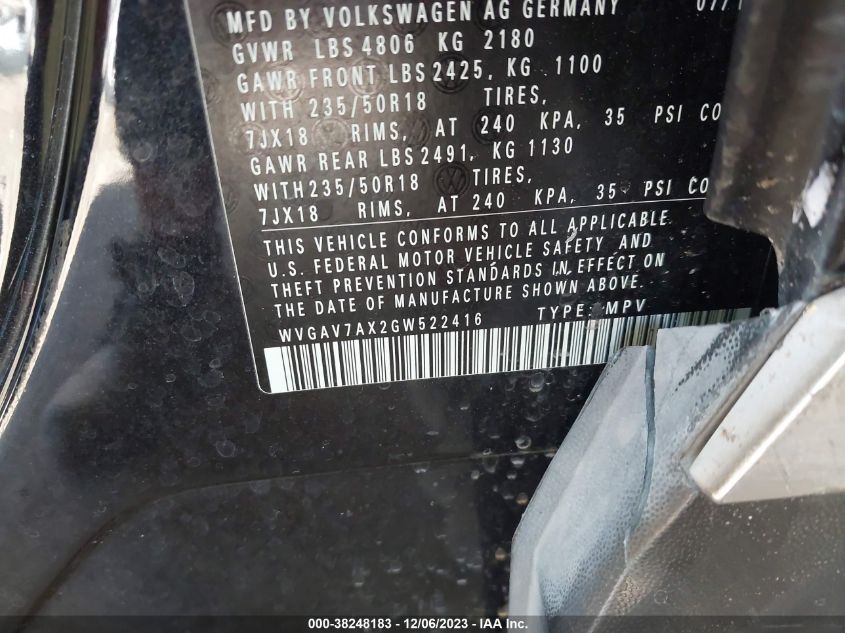 MFD BY VOLKSWAGEN AG GERMANY 07/1
GVWR LBS 4806 KG 2180
GAWR FRONT LBS 2425, KG 1100
WITH 235/50R18 TIRES,
7JX18 RIMS, AT 240 KPA, 35 PSI CO
GAWR REAR LBS 2491, KG 1130
WITH 235/50R18 TIRES,
7JX18 RIMS, AT 240 KPA, 35 PSI CO
THIS VEHICLE CONFORMS TO ALL APPLICABLE
U.S. FEDERAL MOTOR VEHICLE SAFETY AND
THEFT PREVENTION STANDARDS IN EFFECT ON
THE DATE OF MANUFACTURE SHOWN ABOVE.
WVGAV7AX2GW522416 TYPE: MPV
000-38248183 - 12/06/2023 - IAA Inc.